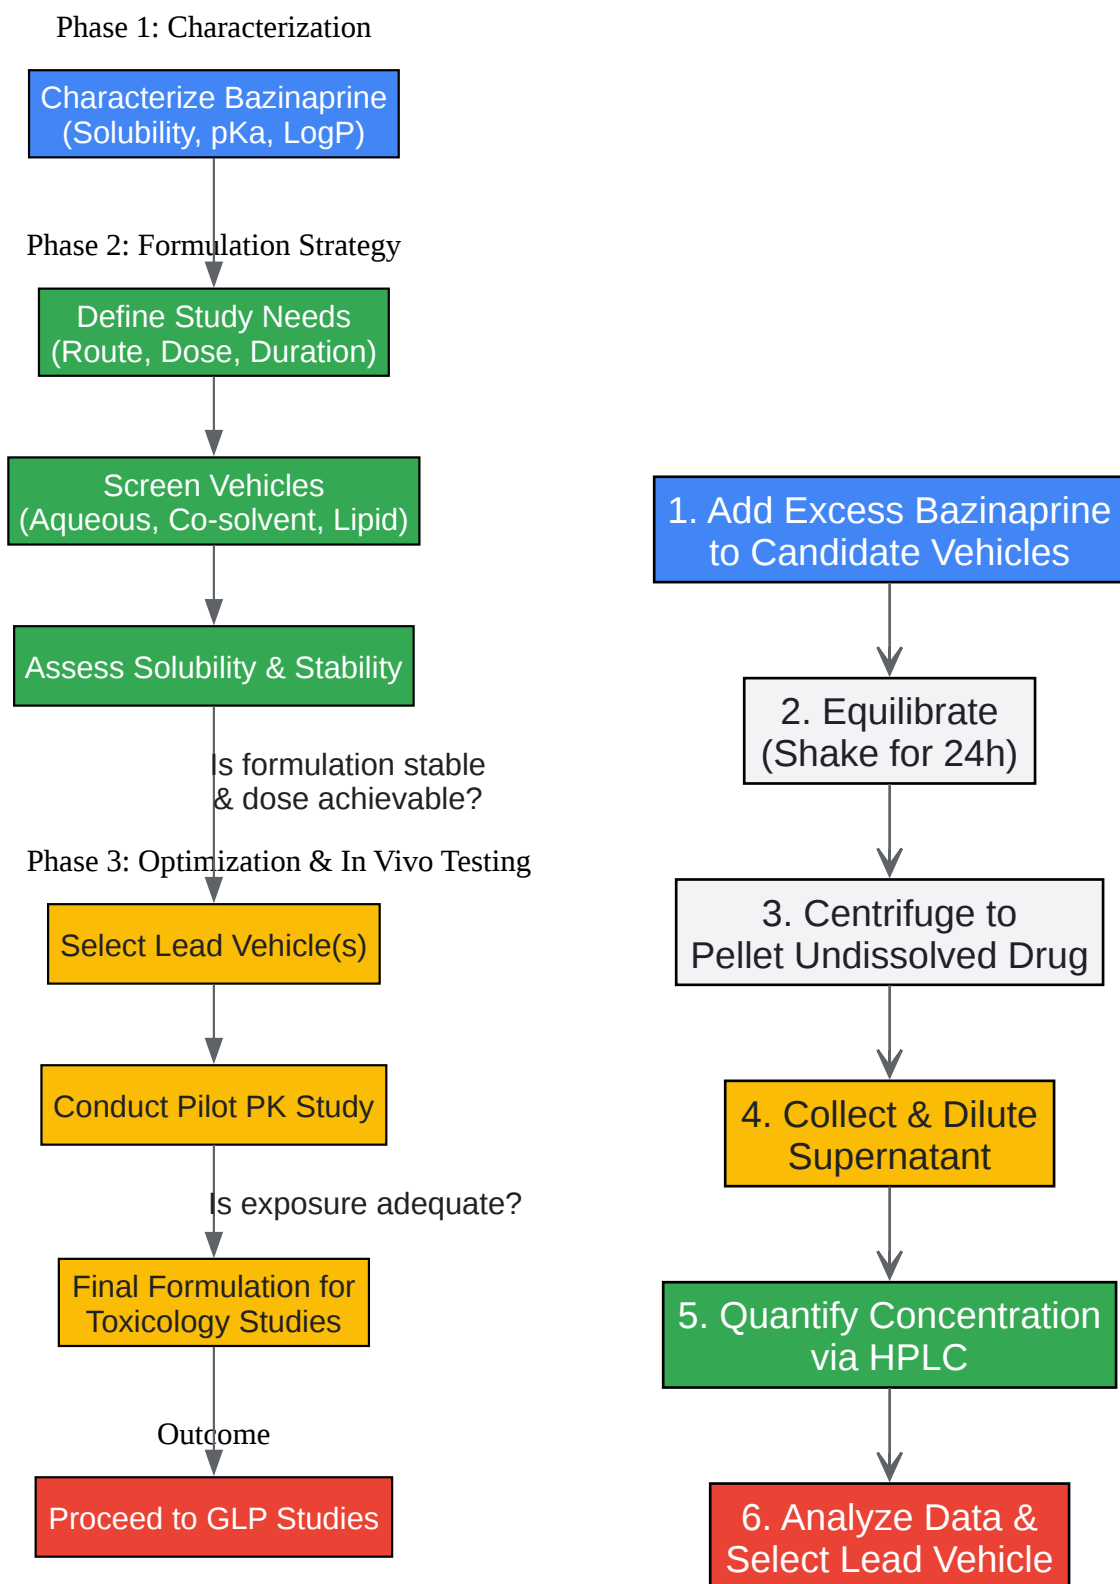 Phase 1: Characterization
Characterize Bazinaprine
(Solubility, pKa, LogP)
Phase 2: Formulation Strategy
Define Study Needs
(Route, Dose, Duration)
Screen Vehicles
(Aqueous, Co-solvent, Lipid)
Assess Solubility & Stability
Is formulation stable
& dose achievable?
Phase 3: Optimization & In Vivo Testing
Select Lead Vehicle(s)
Conduct Pilot PK Study
Is exposure adequate?
Final Formulation for
Toxicology Studies
Outcome
Proceed to GLP Studies
1. Add Excess Bazinaprine
to Candidate Vehicles
2. Equilibrate
(Shake for 24h)
3. Centrifuge to
Pellet Undissolved Drug
4. Collect & Dilute
Supernatant
5. Quantify Concentration
via HPLC
6. Analyze Data &
Select Lead Vehicle